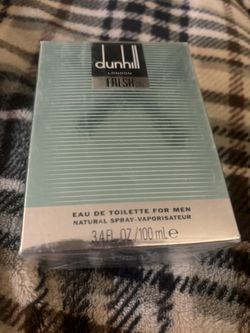 dunhill
LONDON
FRESH
EAU DE TOILETTE FOR MEN
NATURAL SPRAY-VAPORISATEUR
3.4 FL.OZ/100 mL℮